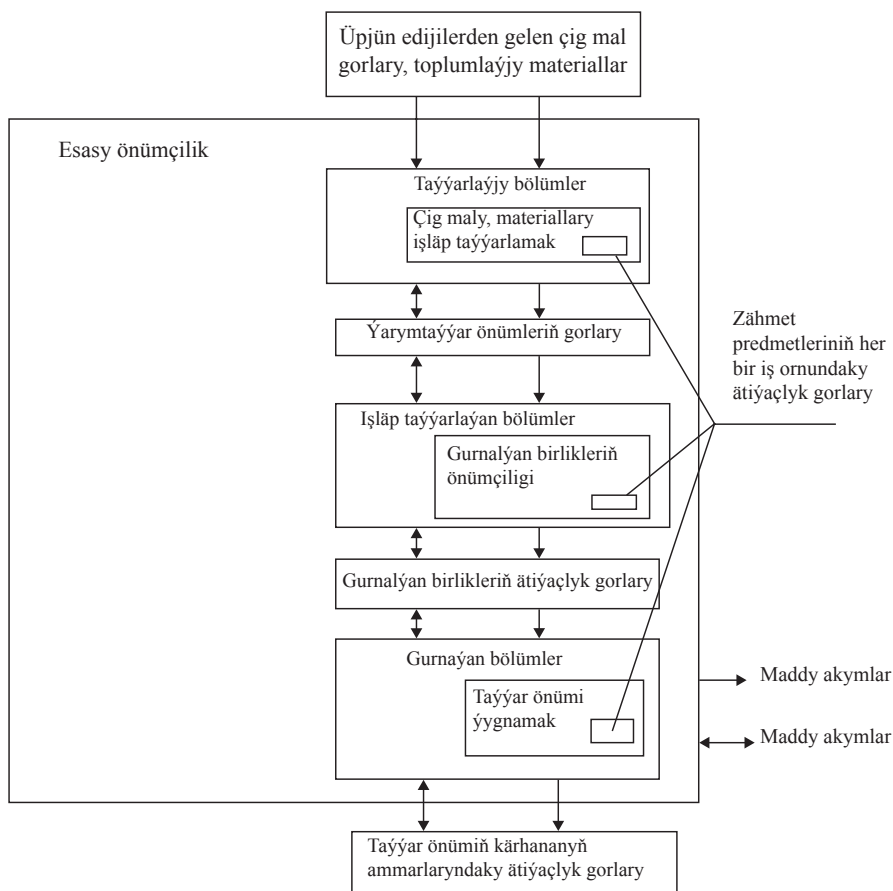 Üpjün edijilerden gelen çig mal
gorlary, toplumlaýjy materiallar
Esasy önümçilik
Taýýarlaýjy bölümler
Çig maly, materiallary
işläp taýýarlamak
Ýarymtaýýar önümleriň gorlary
Zähmet
predmetleriniň her
bir iş ornundaky
ätiýaçlyk gorlary
Işläp taýýarlaýan bölümler
Gurnalýan birlikleriň
önümçiligi
Gurnalýan birlikleriň ätiýaçlyk gorlary
Gurnaýan bölümler
Taýýar önümi
ýygnamak
Maddy akymlar
Maddy akymlar
Taýýar önümiň kärhananyň
ammarlaryndaky ätiýaçlyk gorlary